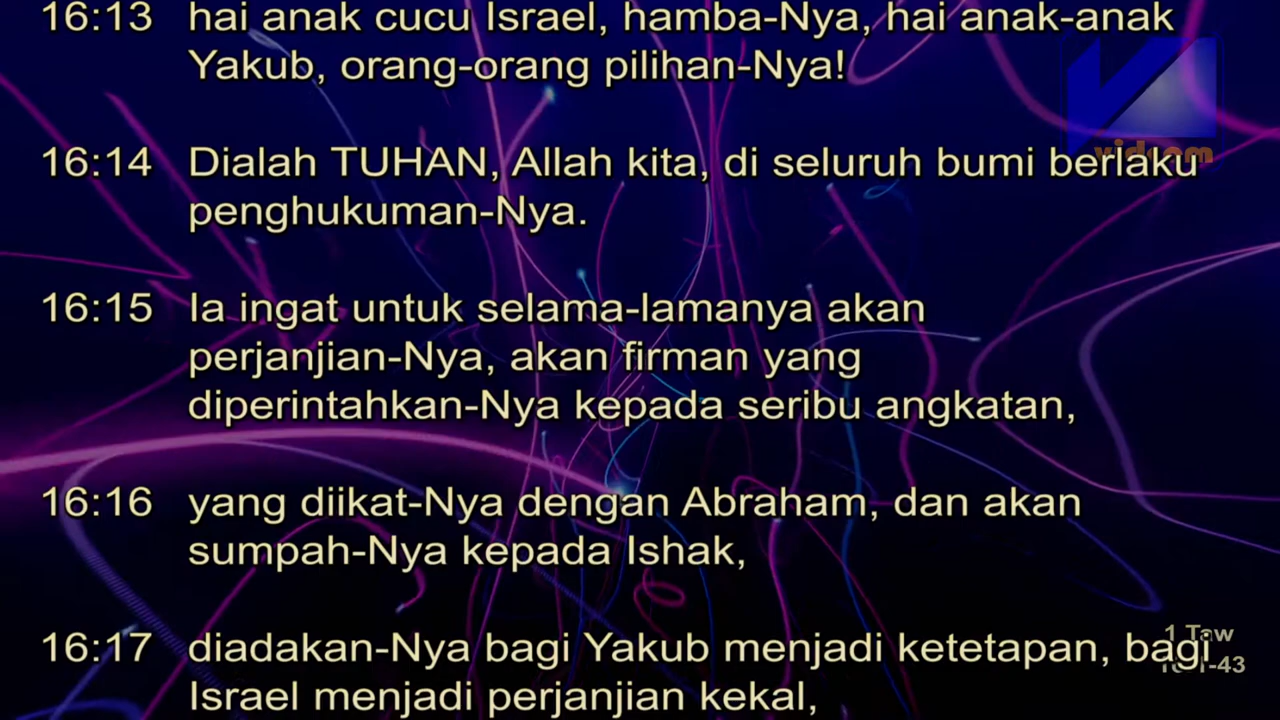 16:13 hai anak cucu Israel, hamba-Nya, hai anak-anak
Yakub, orang-orang pilihan-Nya!
vidcom
16:14 Dialah TUHAN, Allah kita, di seluruh bumi berlaku
penghukuman-Nya.
16:15 Ia ingat untuk selama-lamanya akan
perjanjian-Nya, akan firman yang
diperintahkan-Nya kepada seribu angkatan,
16:16 yang diikat-Nya dengan Abraham, dan akan
sumpah-Nya kepada Ishak,
1 Taw
16:17 diadakan-Nya bagi Yakub menjadi ketetapan, bagi
Israel menjadi perjanjian kekal,